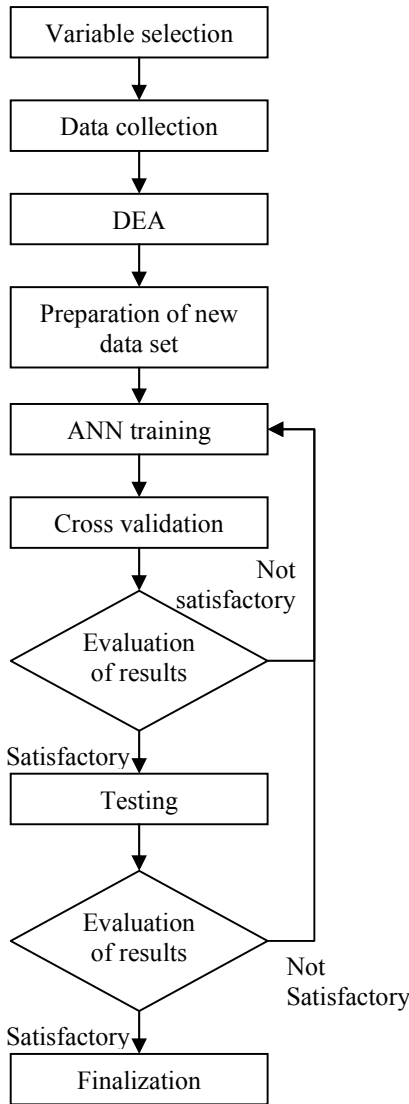 Variable selection
Data collection
DEA
Preparation of new
data set
ANN training
Cross validation
Not
satisfactory
Evaluation
of results
Satisfactory
Testing
Evaluation
of results
Not
Satisfactory
Satisfactory
Finalization